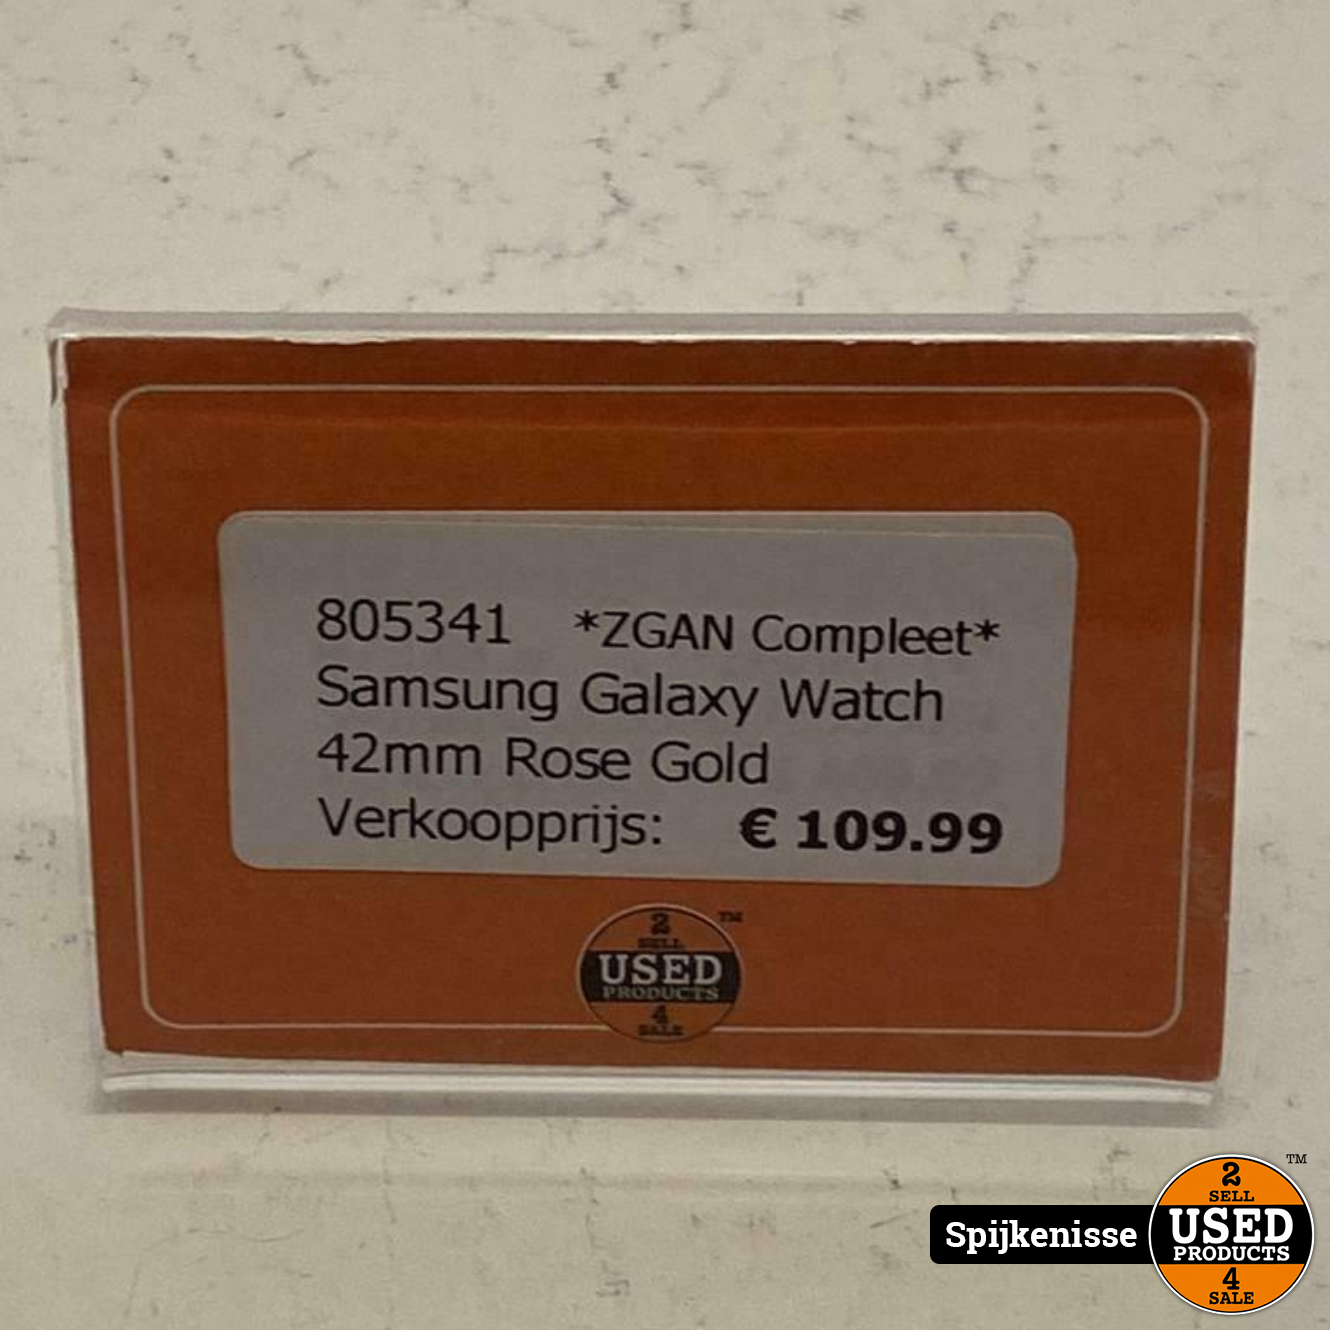 805341 *ZGAN Compleet*
Samsung Galaxy Watch
42mm Rose Gold
Verkoopprijs: € 109.99
2
SELL
USED
PRODUCTS
4
SALE
TM
Spijkenisse
2
SELL
USED
PRODUCTS
4
SALE
TM